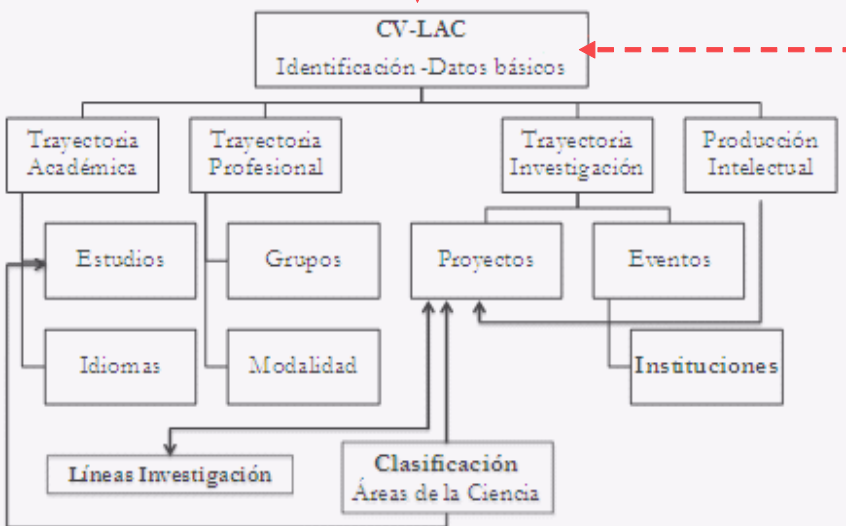 CV-LAC
Identificación -Datos básicos
Trayectoria
Académica
Trayectoria
Profesional
Trayectoria
Investigación
Producción
Intelectual
Estudios
Grupos
Proyectos
Eventos
Idiomas
Modalidad
Instituciones
Líneas Investigación
Clasificación
Áreas de la Ciencia